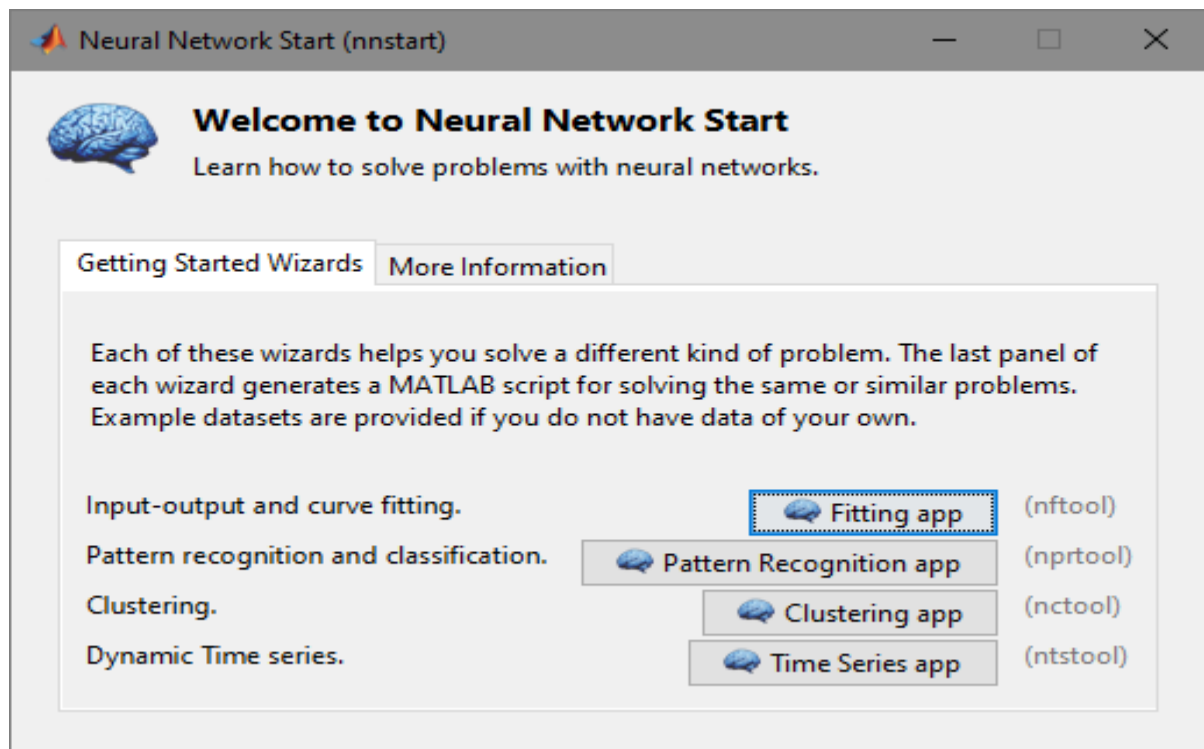 Neural Network Start (nnstart)
Welcome to Neural Network Start
Learn how to solve problems with neural networks.
Getting Started Wizards
More Information
Each of these wizards helps you solve a different kind of problem. The last panel of
each wizard generates a MATLAB script for solving the same or similar problems.
Example datasets are provided if you do not have data of your own.
Input-output and curve fitting. Fitting app (nftool)
Pattern recognition and classification. Pattern Recognition app (nprtool)
Clustering. Clustering app (nctool)
Dynamic Time series. Time Series app (ntstool)